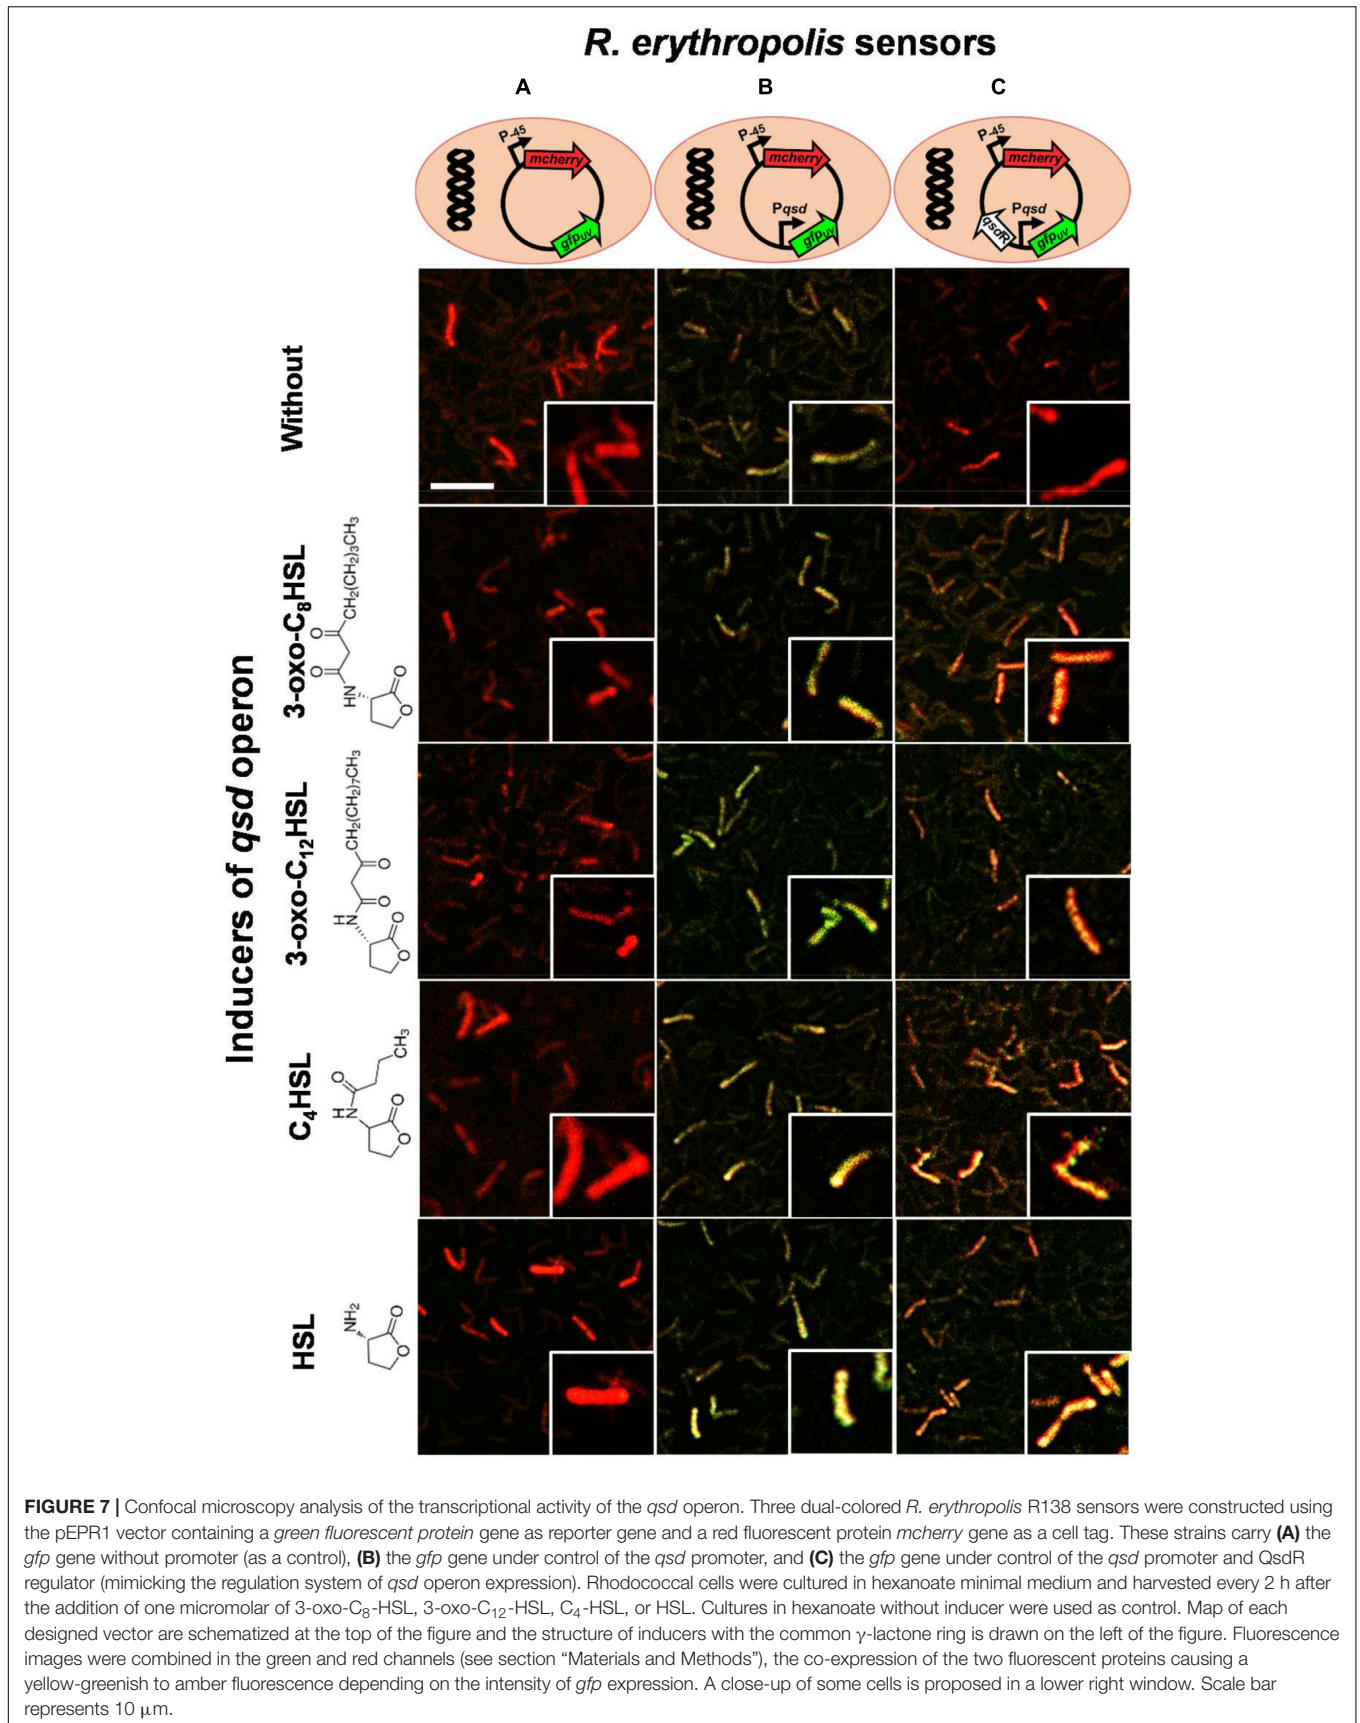 R. erythropolis sensors
A B C
P-45 P-45 P-45
mcherry mcherry mcherry
Pqsd Pqsd
gfpUV gfpUV qsdR gfpUV
Inducers of qsd operon
Without
3-oxo-C8HSL
O O CH2(CH2)3CH3
HN O
O
3-oxo-C12HSL
CH2(CH2)7CH3
O O
H
N O
O
C4HSL
CH3
O
H
N O
O
HSL
NH2 O
O
FIGURE 7 | Confocal microscopy analysis of the transcriptional activity of the qsd operon. Three dual-colored R. erythropolis R138 sensors were constructed using
the pEPR1 vector containing a green fluorescent protein gene as reporter gene and a red fluorescent protein mcherry gene as a cell tag. These strains carry (A) the
gfp gene without promoter (as a control), (B) the gfp gene under control of the qsd promoter, and (C) the gfp gene under control of the qsd promoter and QsdR
regulator (mimicking the regulation system of qsd operon expression). Rhodococcal cells were cultured in hexanoate minimal medium and harvested every 2 h after
the addition of one micromolar of 3-oxo-C8-HSL, 3-oxo-C12-HSL, C4-HSL, or HSL. Cultures in hexanoate without inducer were used as control. Map of each
designed vector are schematized at the top of the figure and the structure of inducers with the common γ-lactone ring is drawn on the left of the figure. Fluorescence
images were combined in the green and red channels (see section “Materials and Methods”), the co-expression of the two fluorescent proteins causing a
yellow-greenish to amber fluorescence depending on the intensity of gfp expression. A close-up of some cells is proposed in a lower right window. Scale bar
represents 10 μm.